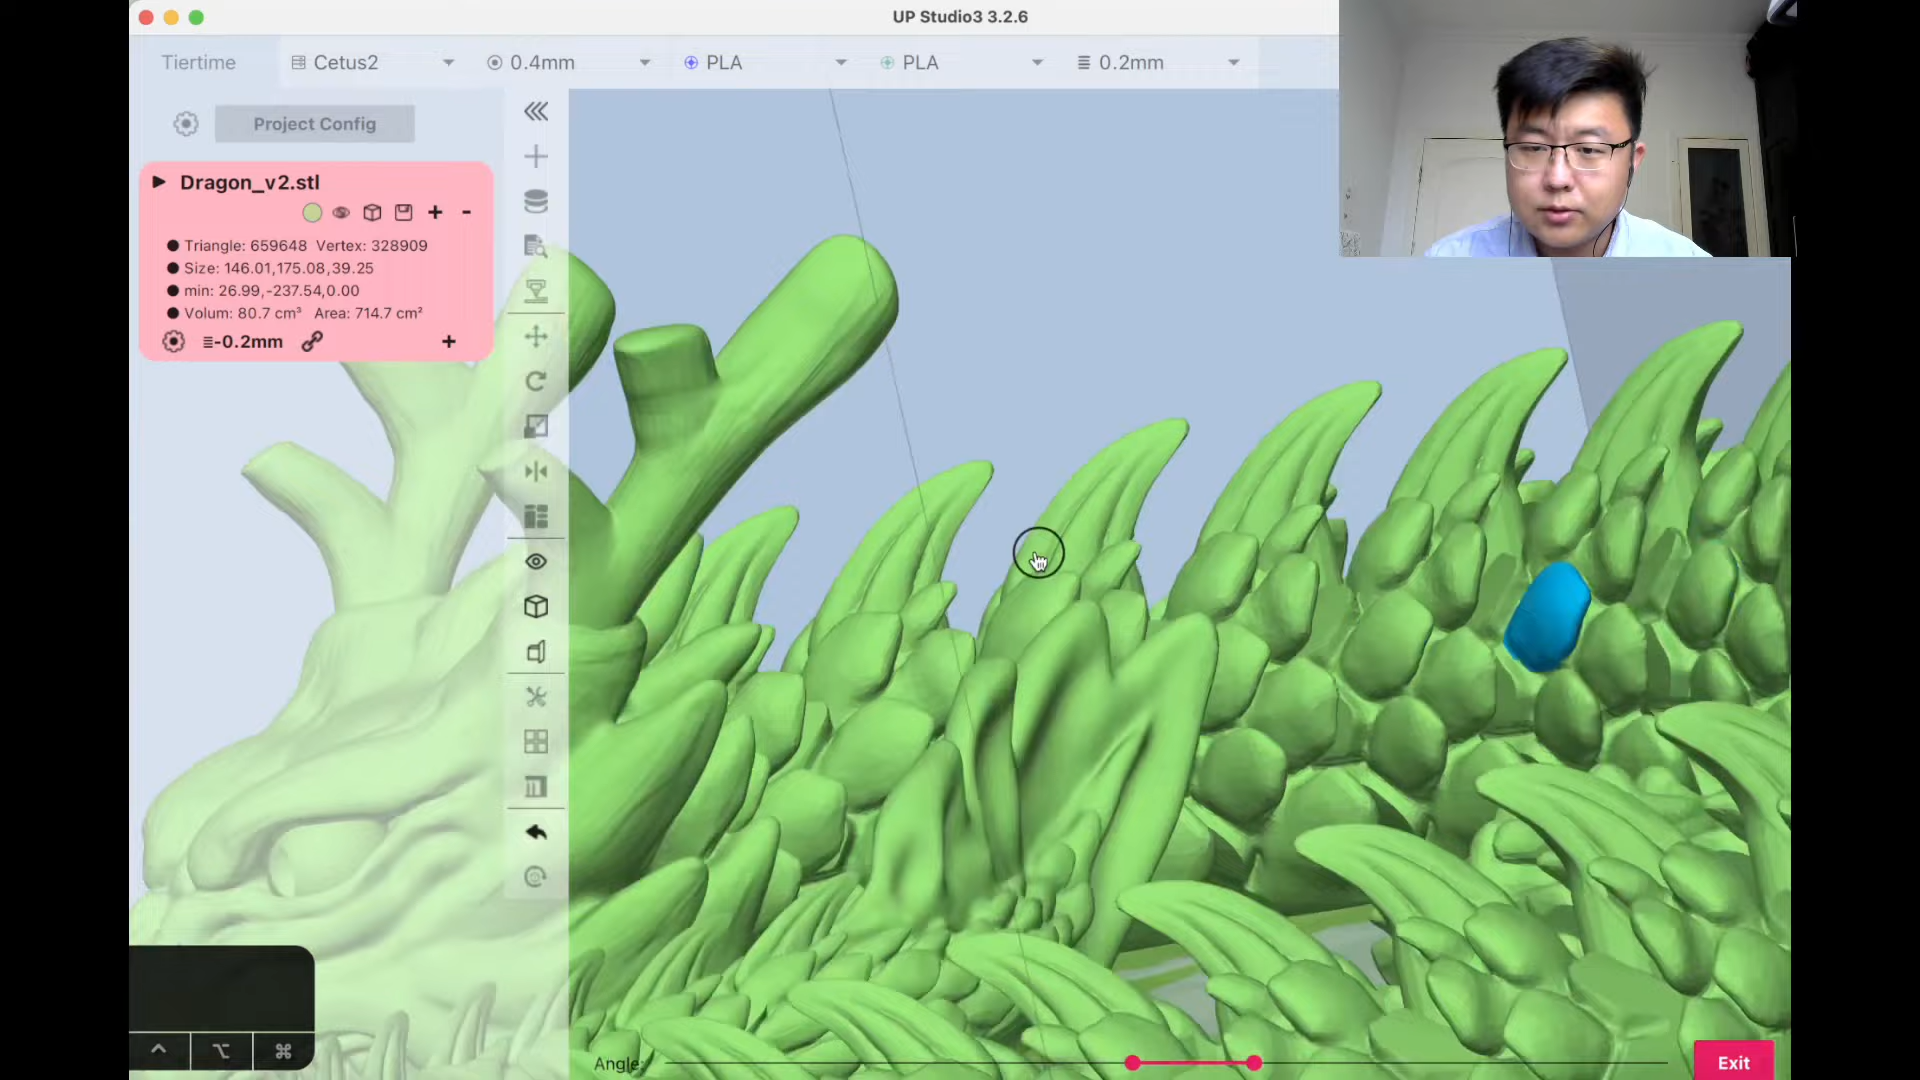 UP Studio3 3.2.6
Tiertime
Cetus2
0.4mm
PLA
PLA
0.2mm
Project Config
Dragon_v2.stl
Triangle: 659648 Vertex: 328909
Size: 146.01,175.08,39.25
min: 26.99,-237.54,0.00
Volum: 80.7 cm³ Area: 714.7 cm²
-0.2mm
Angle:
Exit